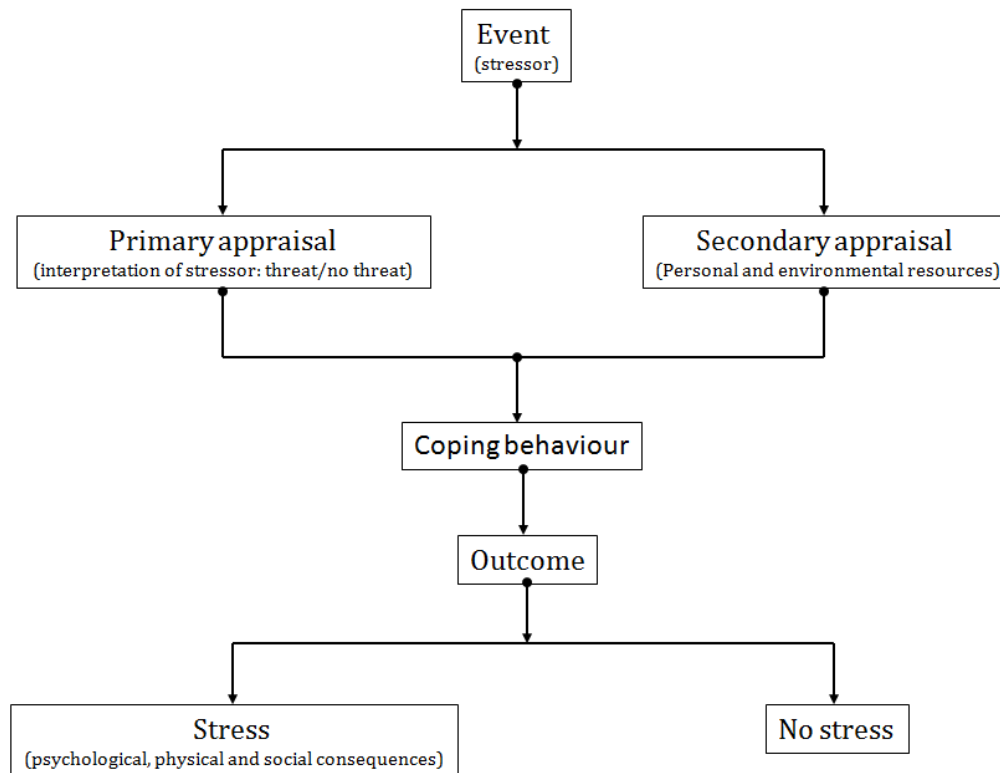 Event
(stressor)
Primary appraisal
(interpretation of stressor: threat/no threat)
Secondary appraisal
(Personal and environmental resources)
Coping behaviour
Outcome
Stress
(psychological, physical and social consequences)
No stress